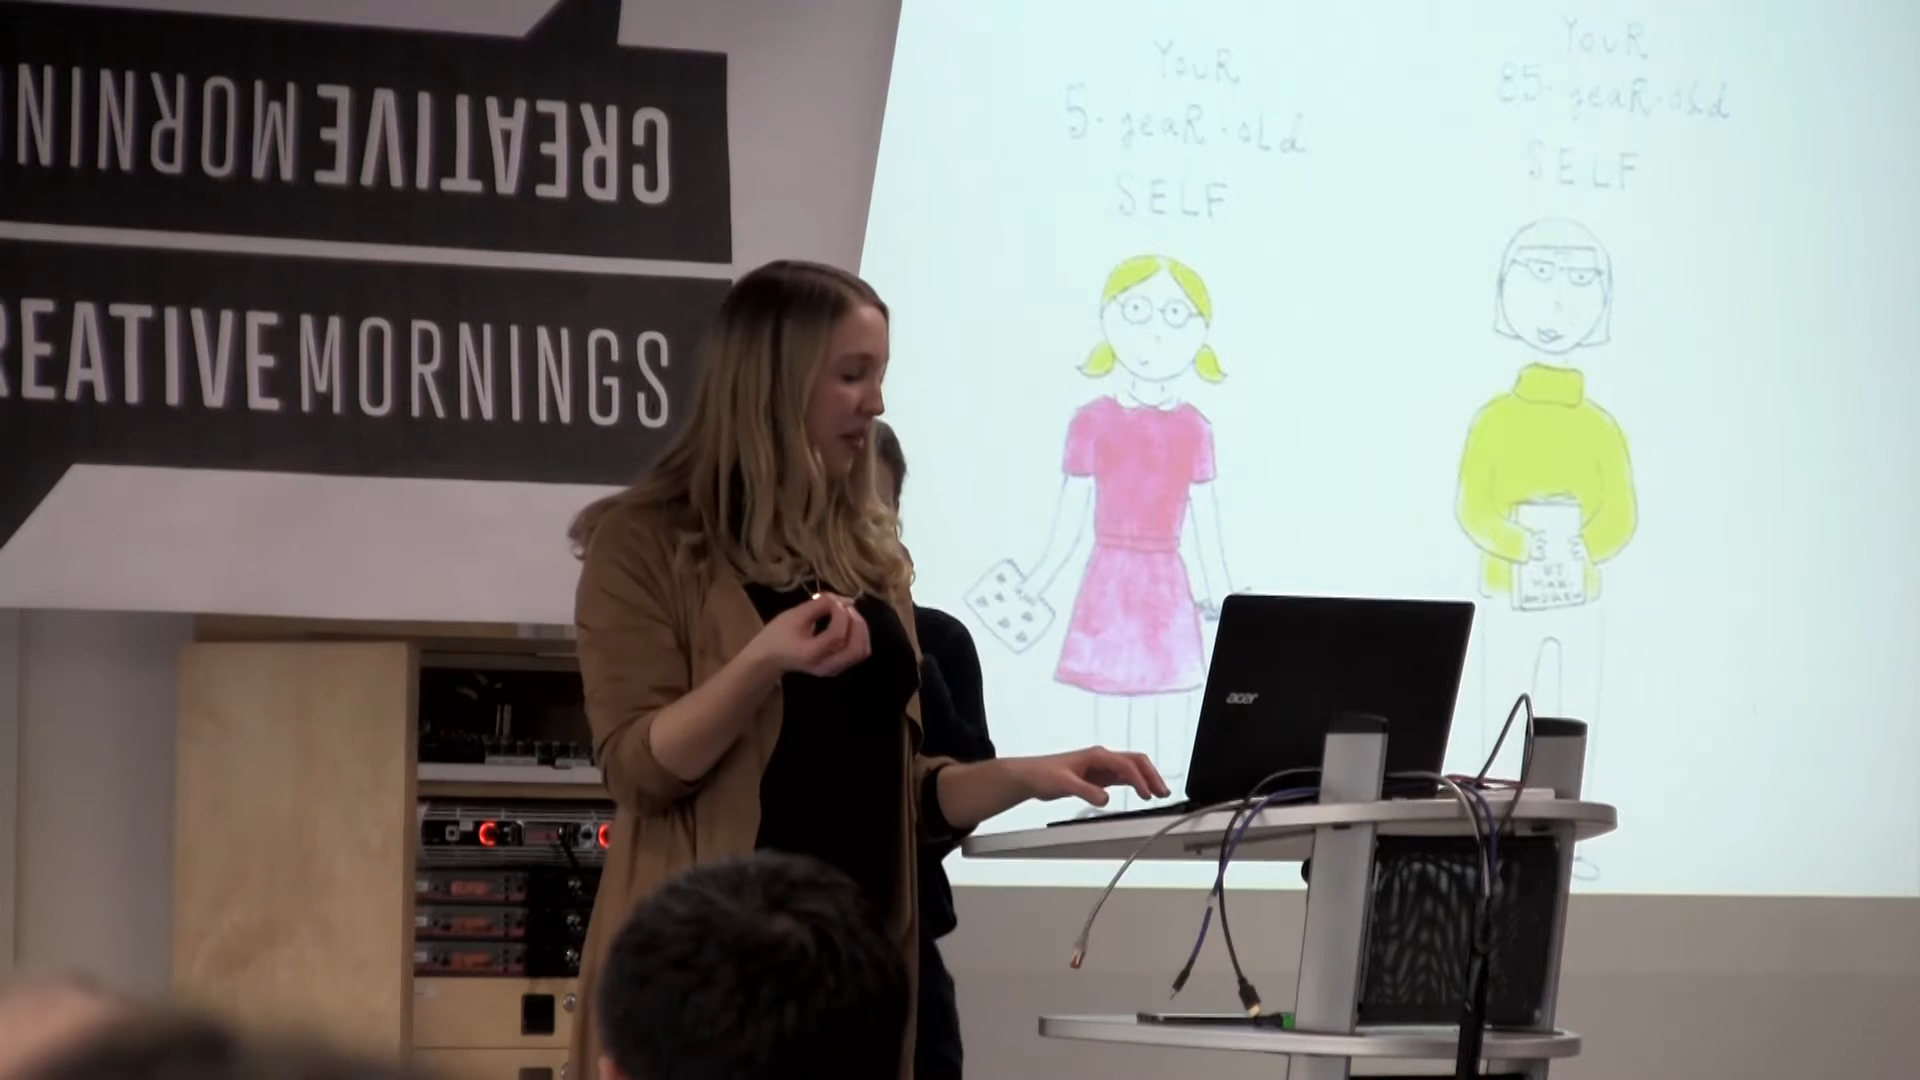 CREATIVEMORNIN
REATIVEMORNINGS
YouR
5-yeaR-oLd
SELF
YouR
85-yeaR-old
SELF
acer